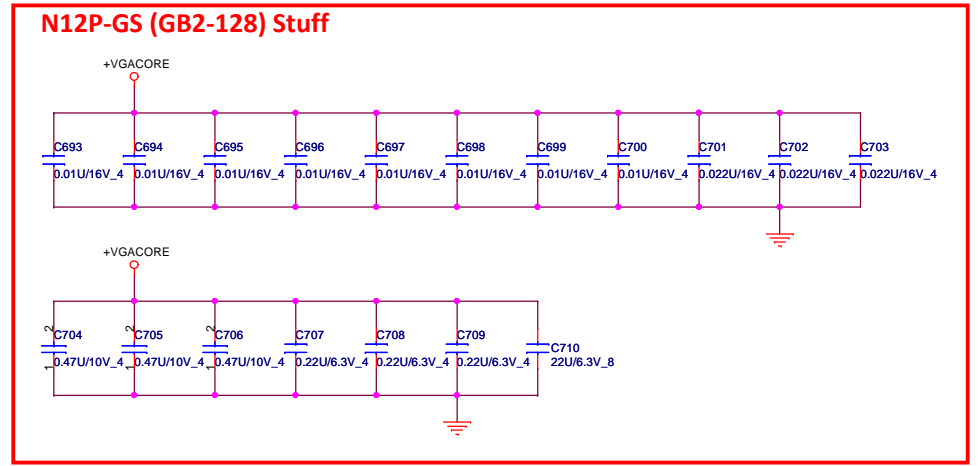 N12P-GS (GB2-128) Stuff
+VGACORE
C693 C694 C695 C696 C697 C698 C699 C700 C701 C702 C703
0.01U/16V_4 0.01U/16V_4 0.01U/16V_4 0.01U/16V_4 0.01U/16V_4 0.01U/16V_4 0.01U/16V_4 0.01U/16V_4 0.022U/16V_4 0.022U/16V_4 0.022U/16V_4
+VGACORE
2 2 2
C704 C705 C706 C707 C708 C709 C710
0.47U/10V_4 0.47U/10V_4 0.47U/10V_4 0.22U/6.3V_4 0.22U/6.3V_4 0.22U/6.3V_4 22U/6.3V_8
1 1 1